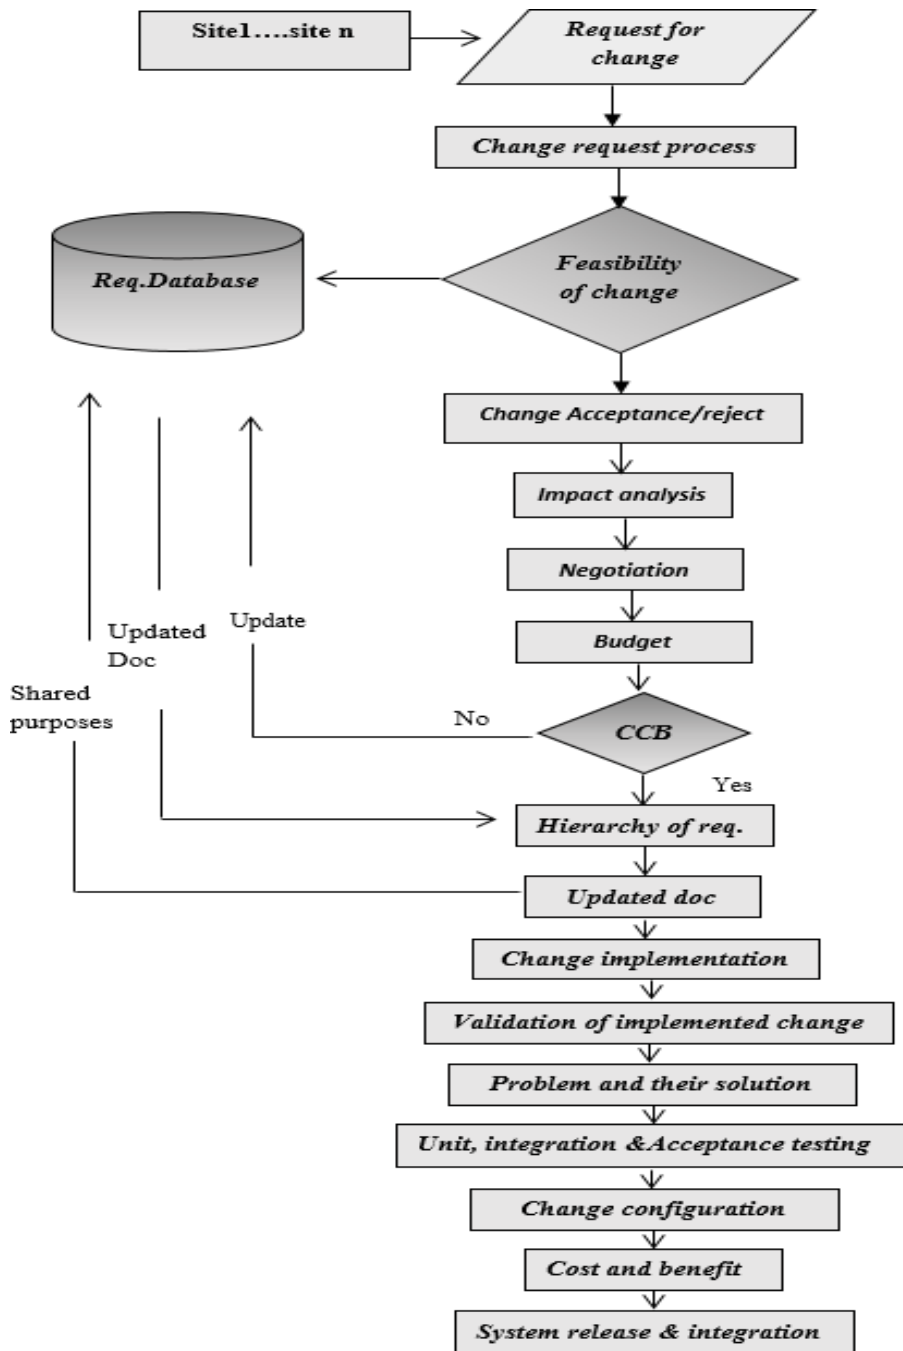 Site1….site n
Request for
change
Change request process
Feasibility
of change
Req.Database
Change Acceptance/reject
Impact analysis
Negotiation
Updated
Doc
Update
Budget
Shared
purposes
No
CCB
Yes
Hierarchy of req.
Updated doc
Change implementation
Validation of implemented change
Problem and their solution
Unit, integration &Acceptance testing
Change configuration
Cost and benefit
System release & integration